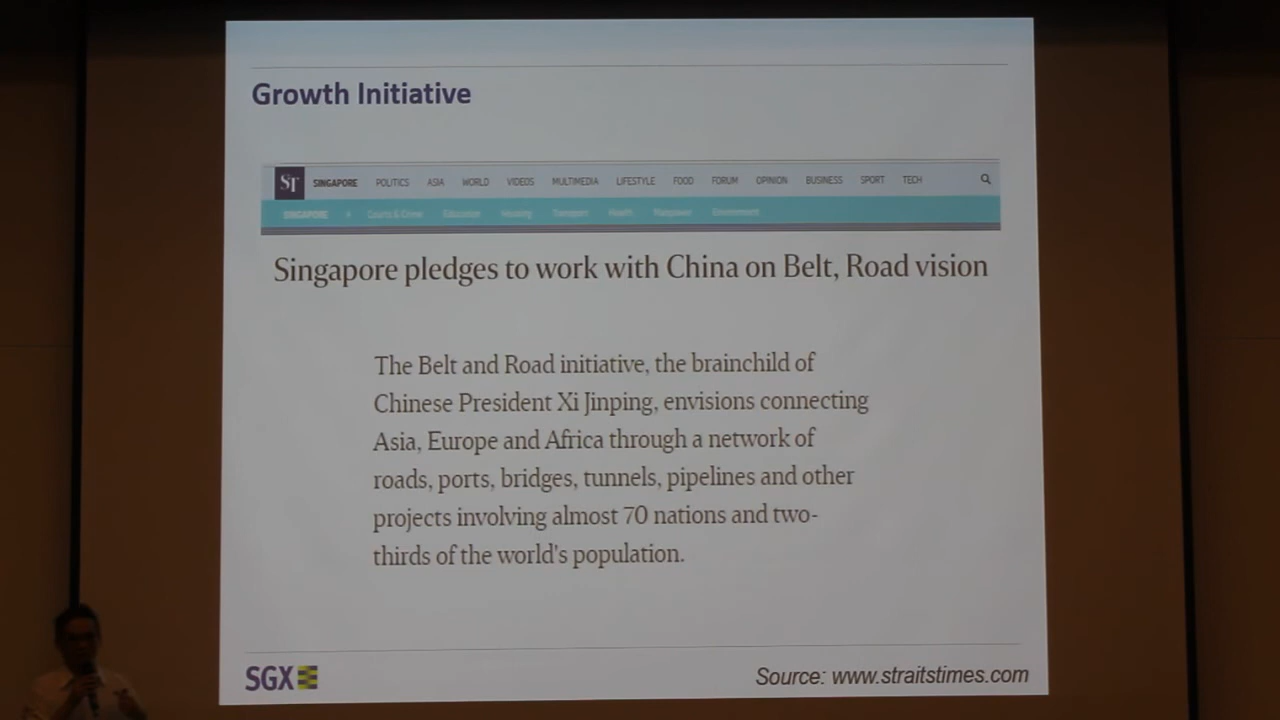 Growth Initiative
ST SINGAPORE POLITICS ASIA WORLD VIDEOS MULTIMEDIA LIFESTYLE FOOD FORUM OPINION BUSINESS SPORT TECH
SINGAPORE Courts & Crime Education Housing Transport Health Manpower Environment
Singapore pledges to work with China on Belt, Road vision
The Belt and Road initiative, the brainchild of
Chinese President Xi Jinping, envisions connecting
Asia, Europe and Africa through a network of
roads, ports, bridges, tunnels, pipelines and other
projects involving almost 70 nations and two-
thirds of the world's population.
SGX
Source: www.straitstimes.com